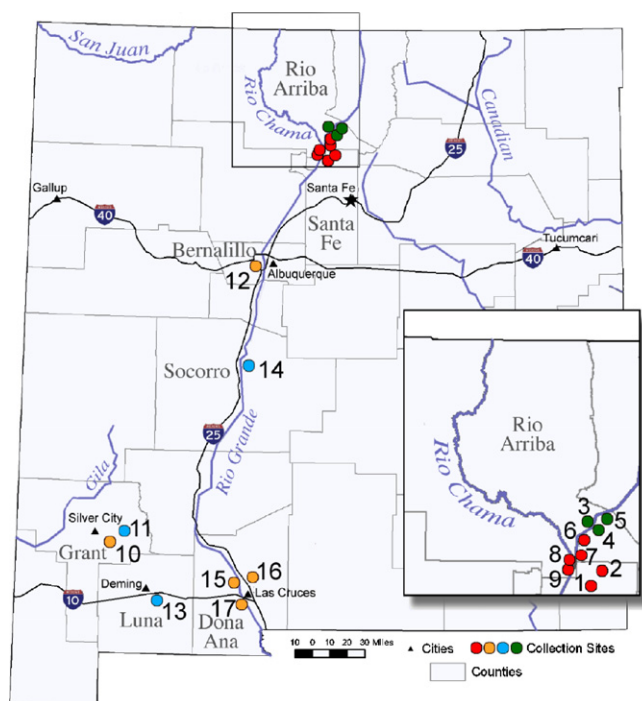 San Juan
Rio
Arriba
Rio Chama
Canadian
25
Gallup
40
Santa Fe
Santa
Fe
Bernalillo
Tucumcari
40
12
Albuquerque
Socorro
14
25
Rio Grande
Gila
Silver City
11
Grant
10
Deming
10
Luna
13
15
16
Las Cruces
17
Dona
Ana
Rio
Arriba
Rio Chama
3
5
6
4
8
7
2
9
1
10 0 10 20 30 Miles
Cities
Collection Sites
Counties